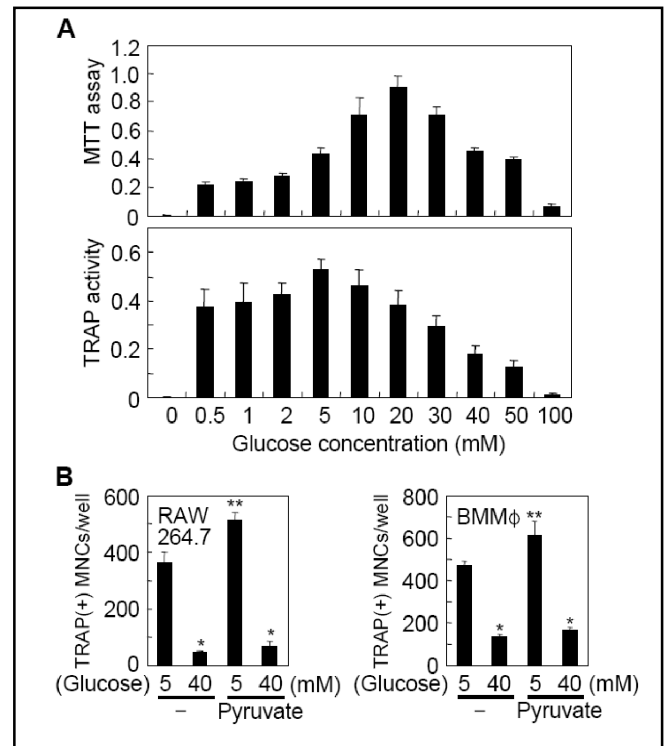 A
MTT assay
1.2
1.0
0.8
0.6
0.4
0.2
0
TRAP activity
0.6
0.4
0.2
0
0 0.5 1 2 5 10 20 30 40 50 100
Glucose concentration (mM)
B
TRAP(+) MNCs/well
600
400
200
0
RAW
264.7
**
*
*
(Glucose) 5 40 5 40 (mM)
– Pyruvate
TRAP(+) MNCs/well
800
600
400
200
0
BMMϕ
**
*
*
(Glucose) 5 40 5 40 (mM)
– Pyruvate